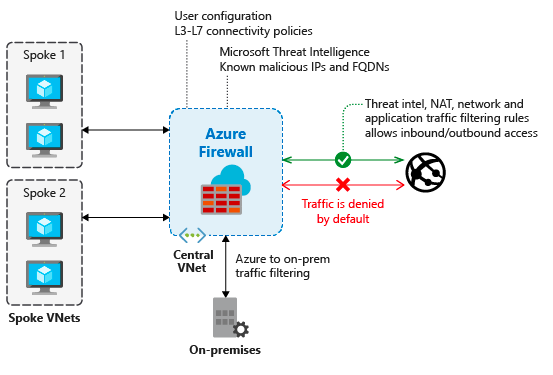 User configuration
L3-L7 connectivity policies
Microsoft Threat Intelligence
Known malicious IPs and FQDNs
Spoke 1
Azure
Firewall
Threat intel, NAT, network and
application traffic filtering rules
allows inbound/outbound access
Traffic is denied
by default
Spoke 2
Spoke VNets
Central
VNet
Azure to on-prem
traffic filtering
On-premises